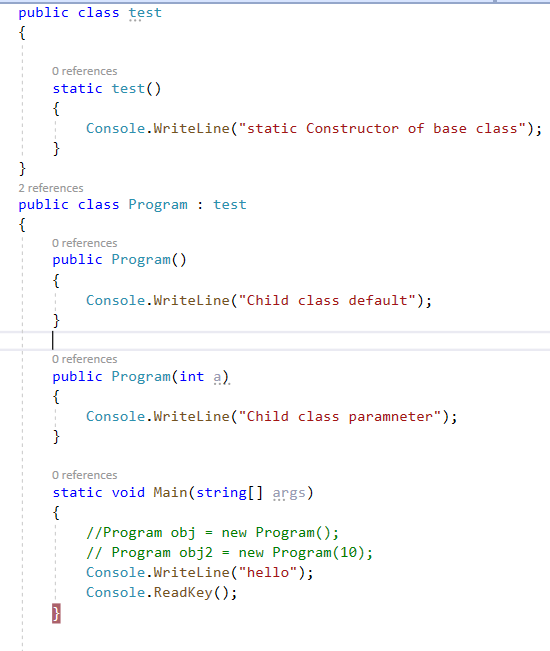 public class test
{
0 references
static test()
{
Console.WriteLine("static Constructor of base class");
}
}
2 references
public class Program : test
{
0 references
public Program()
{
Console.WriteLine("Child class default");
}
0 references
public Program(int a)
{
Console.WriteLine("Child class paramneter");
}
0 references
static void Main(string[] args)
{
//Program obj = new Program();
// Program obj2 = new Program(10);
Console.WriteLine("hello");
Console.ReadKey();
}